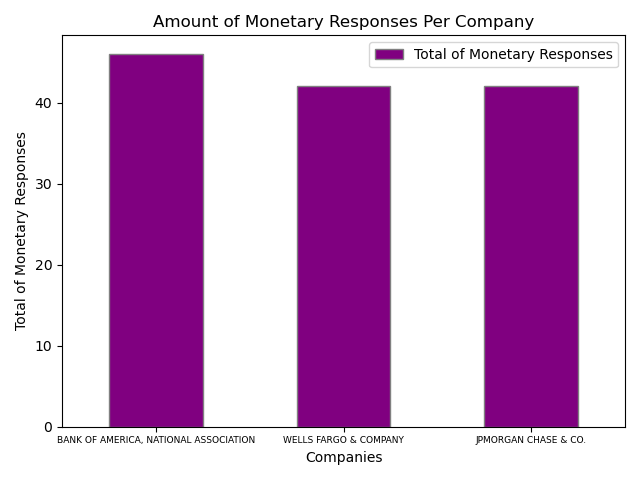 Amount of Monetary Responses Per Company
Total of Monetary Responses
Total of Monetary Responses
40
30
20
10
0
BANK OF AMERICA, NATIONAL ASSOCIATION
WELLS FARGO & COMPANY
JPMORGAN CHASE & CO.
Companies